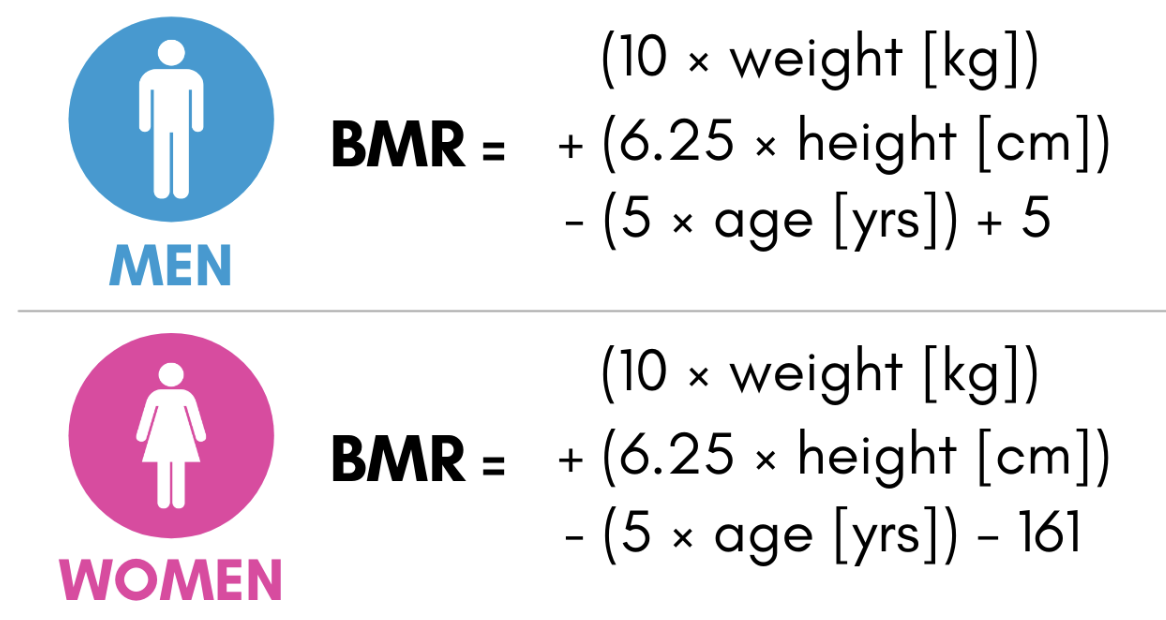 (10 × weight [kg])
BMR = + (6.25 × height [cm])
- (5 × age [yrs]) + 5
MEN
(10 × weight [kg])
BMR = + (6.25 × height [cm])
- (5 × age [yrs]) - 161
WOMEN